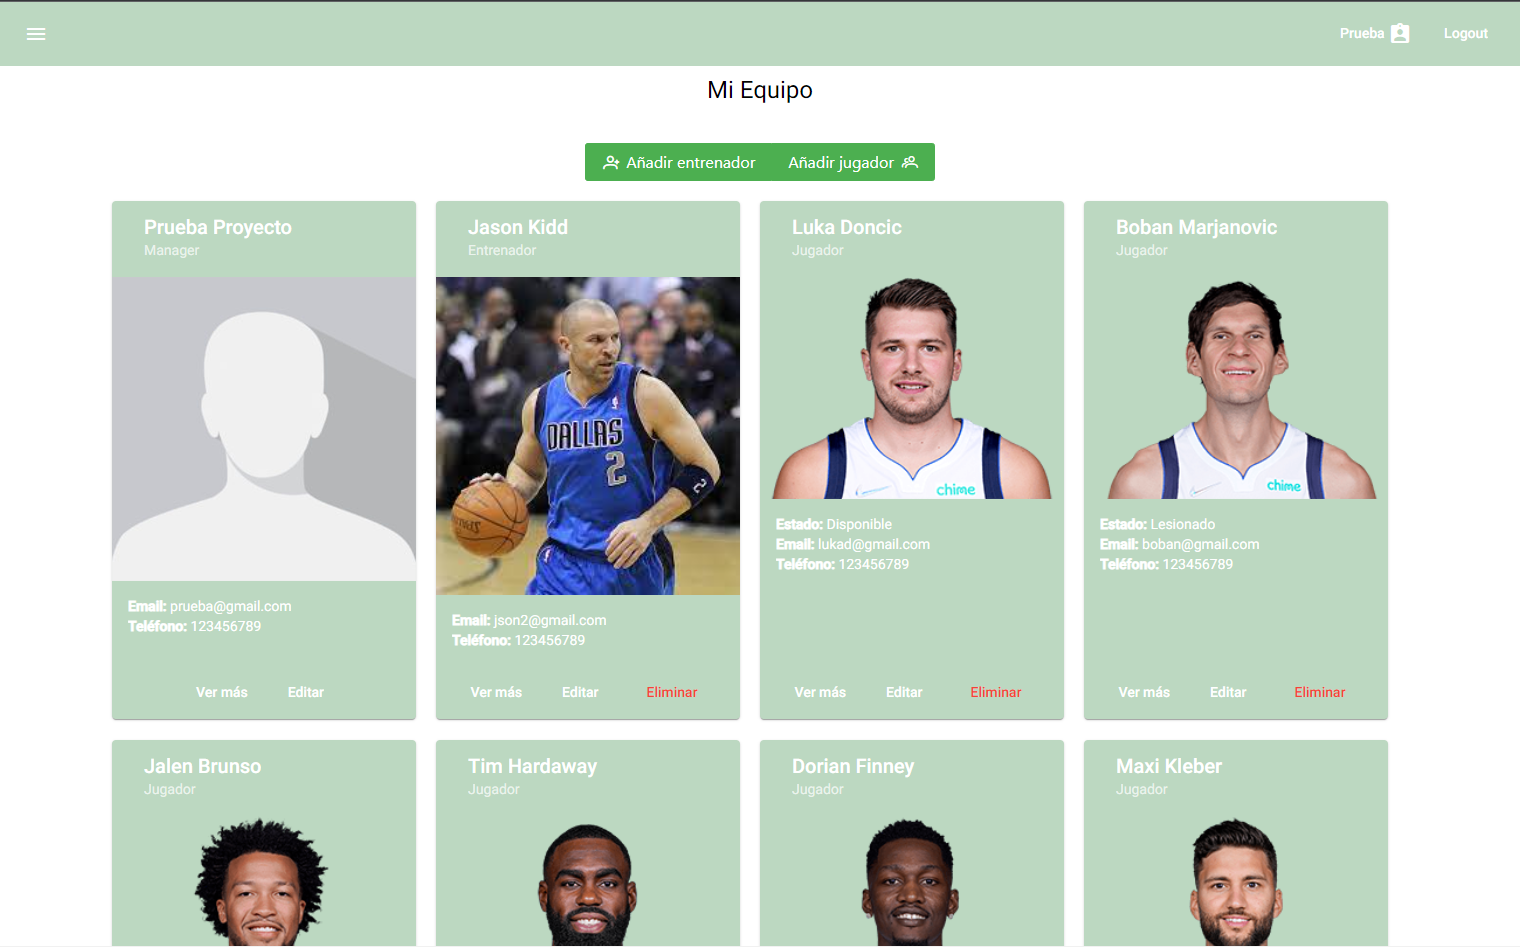 Prueba
Logout
Mi Equipo
Añadir entrenador
Añadir jugador
Prueba Proyecto
Manager
Email: prueba@gmail.com
Teléfono: 123456789
Ver más
Editar
Jason Kidd
Entrenador
DALLAS
2
Email: json2@gmail.com
Teléfono: 123456789
Ver más
Editar
Eliminar
Luka Doncic
Jugador
chime
Estado: Disponible
Email: lukad@gmail.com
Teléfono: 123456789
Ver más
Editar
Eliminar
Boban Marjanovic
Jugador
chime
Estado: Lesionado
Email: boban@gmail.com
Teléfono: 123456789
Ver más
Editar
Eliminar
Jalen Brunso
Jugador
Tim Hardaway
Jugador
Dorian Finney
Jugador
Maxi Kleber
Jugador